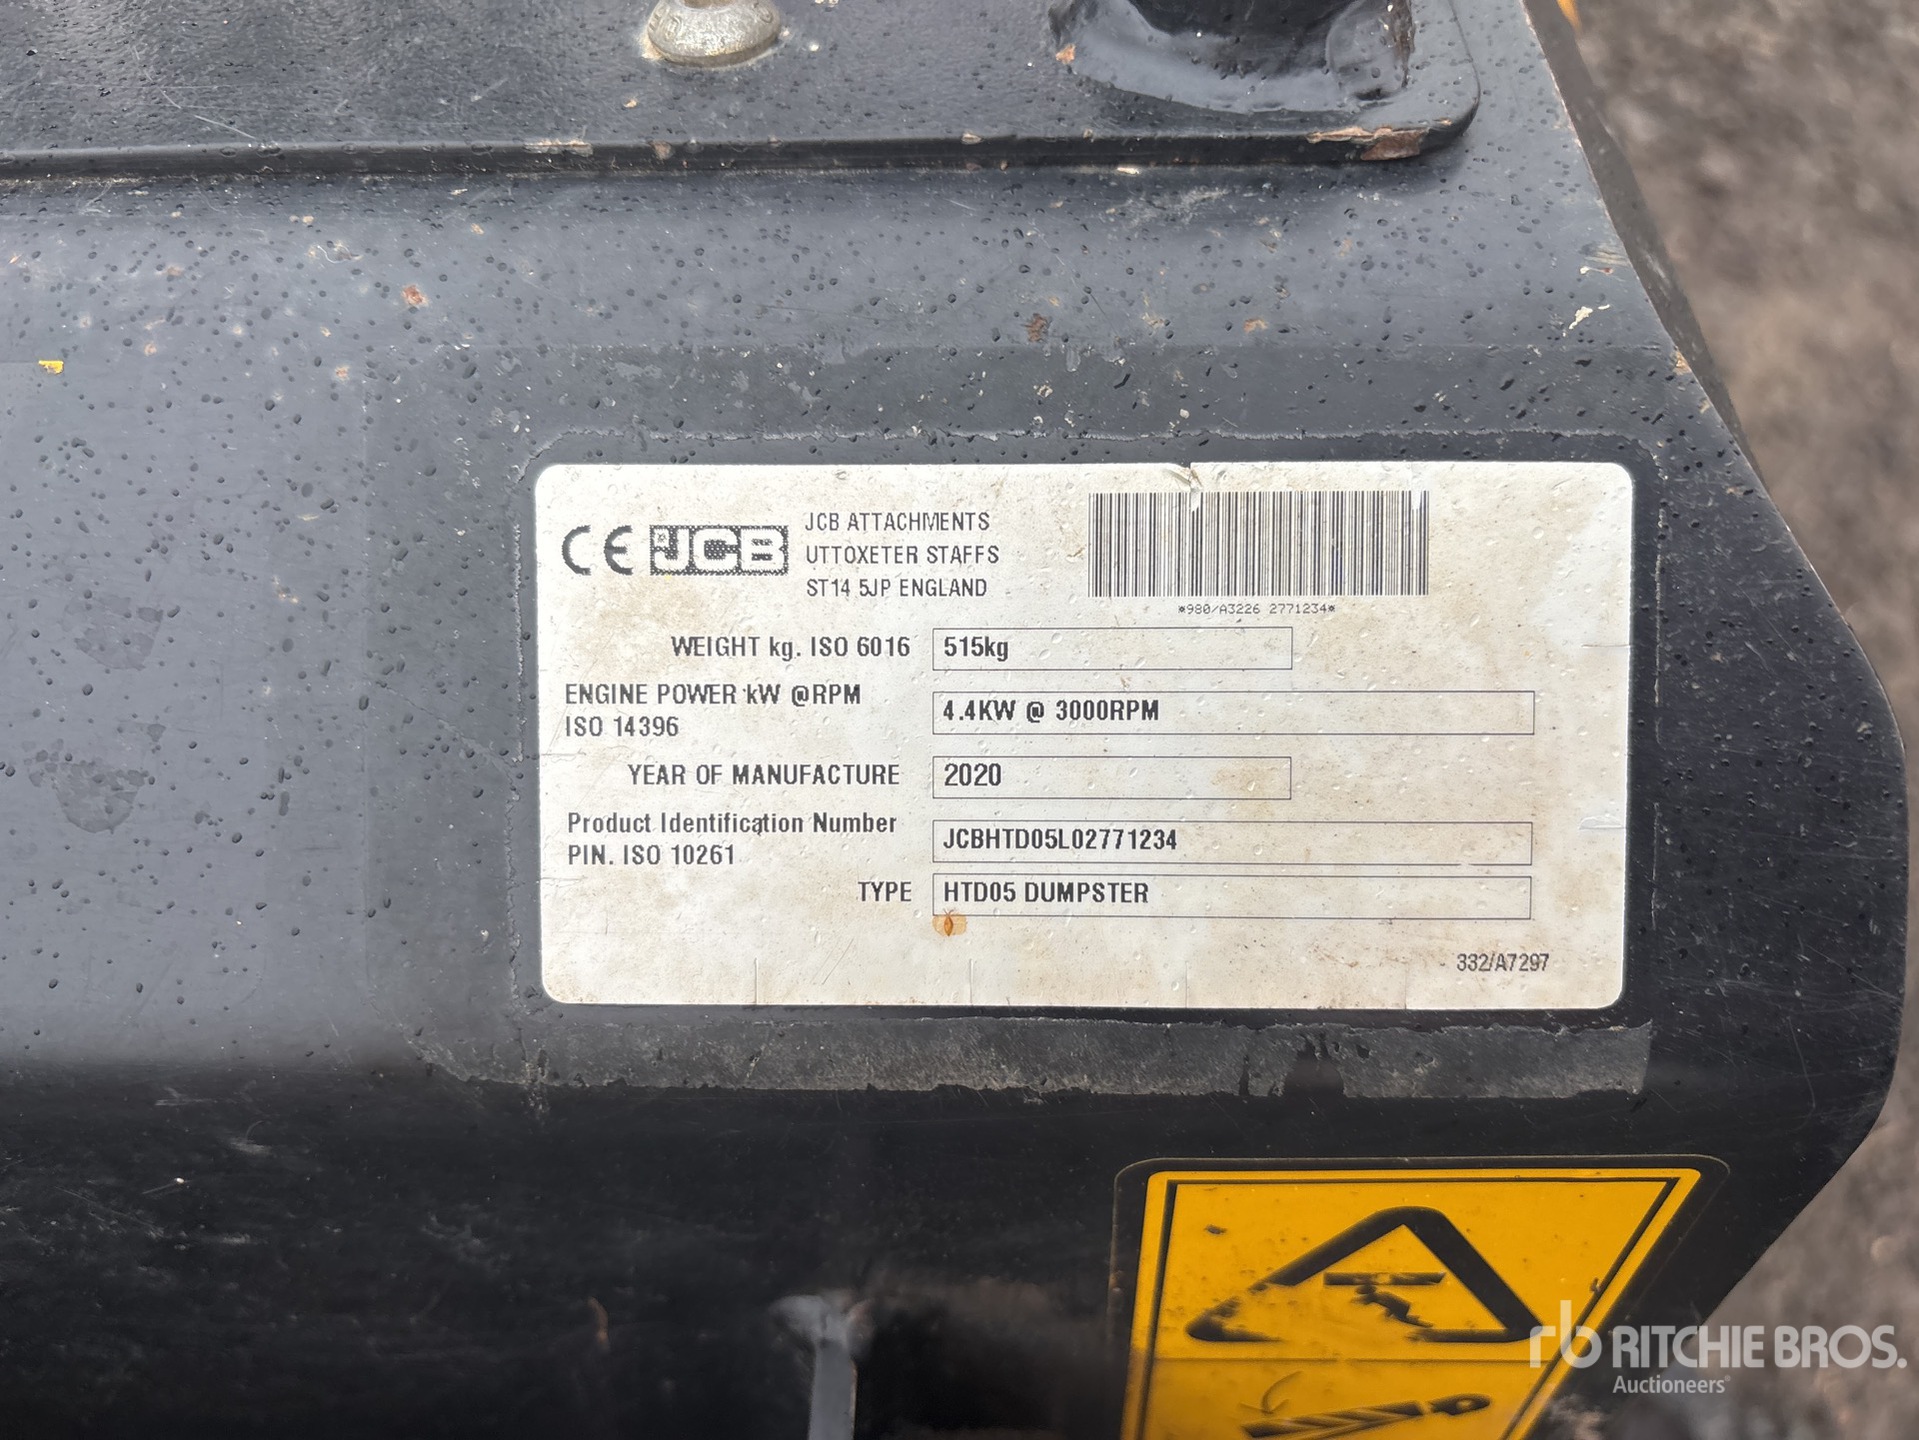 CE JCB
JCB ATTACHMENTS
UTTOXETER STAFFS
ST14 5JP ENGLAND
*980/A3226 2771234*
WEIGHT kg. ISO 6016 515kg
ENGINE POWER kW @RPM
ISO 14396
4.4KW @ 3000RPM
YEAR OF MANUFACTURE 2020
Product Identification Number
PIN. ISO 10261
JCBHTD05L02771234
TYPE HTD05 DUMPSTER
332/A7297
rb RITCHIE BROS.
Auctioneers